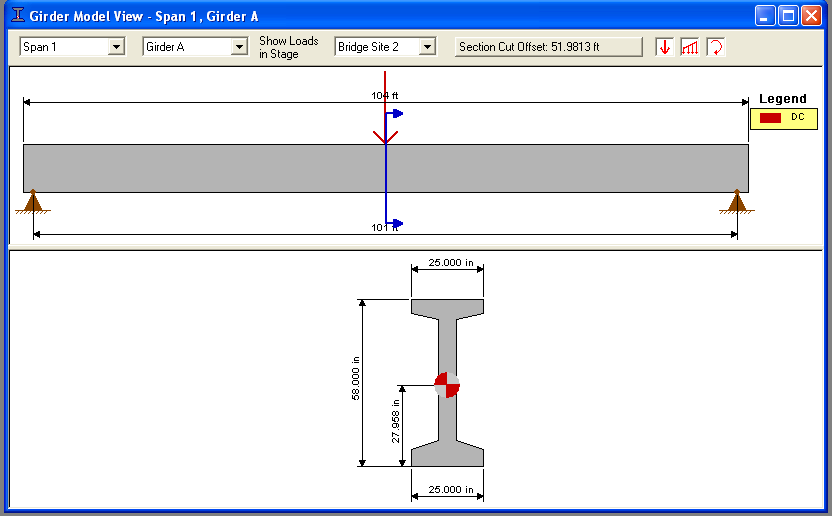 Girder Model View - Span 1, Girder A
Span 1
Girder A
Show Loads
in Stage
Bridge Site 2
Section Cut Offset: 51.9813 ft
104 ft
Legend
DC
101 ft
25.000 in
58.000 in
27.958 in
25.000 in